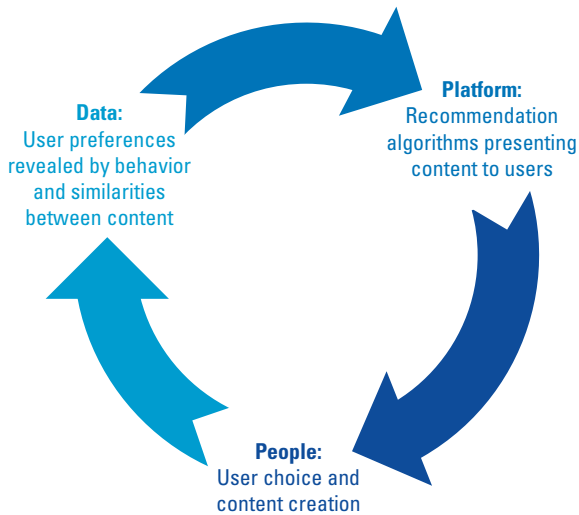 Data:
User preferences
revealed by behavior
and similarities
between content
Platform:
Recommendation
algorithms presenting
content to users
People:
User choice and
content creation